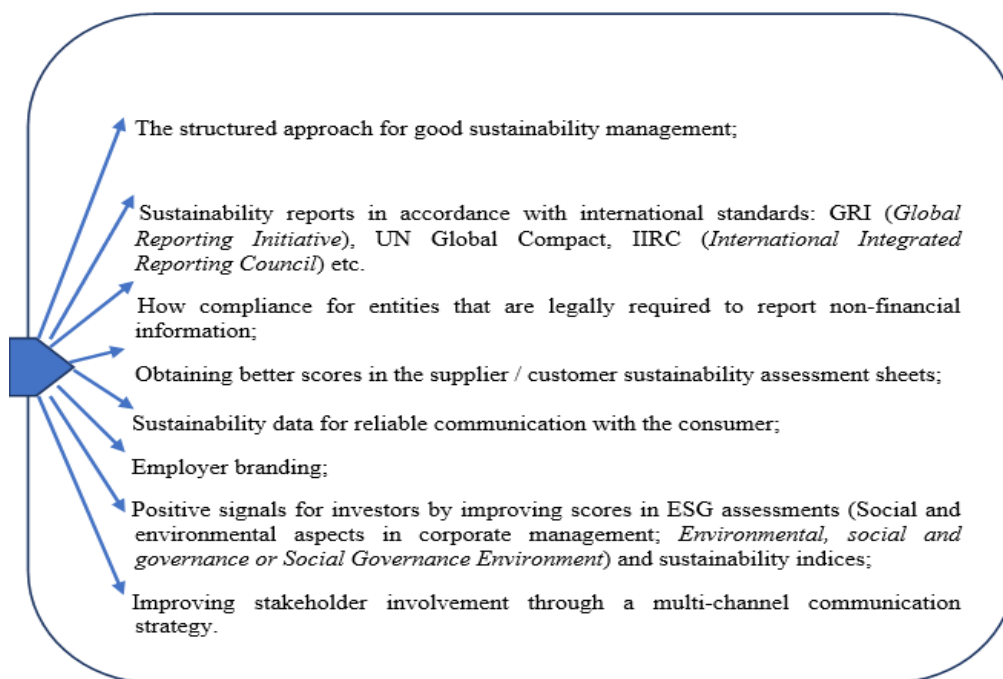 The structured approach for good sustainability management;
Sustainability reports in accordance with international standards: GRI (Global
Reporting Initiative), UN Global Compact, IIRC (International Integrated
Reporting Council) etc.
How compliance for entities that are legally required to report non-financial
information;
Obtaining better scores in the supplier / customer sustainability assessment sheets;
Sustainability data for reliable communication with the consumer;
Employer branding;
Positive signals for investors by improving scores in ESG assessments (Social and
environmental aspects in corporate management; Environmental, social and
governance or Social Governance Environment) and sustainability indices;
Improving stakeholder involvement through a multi-channel communication
strategy.